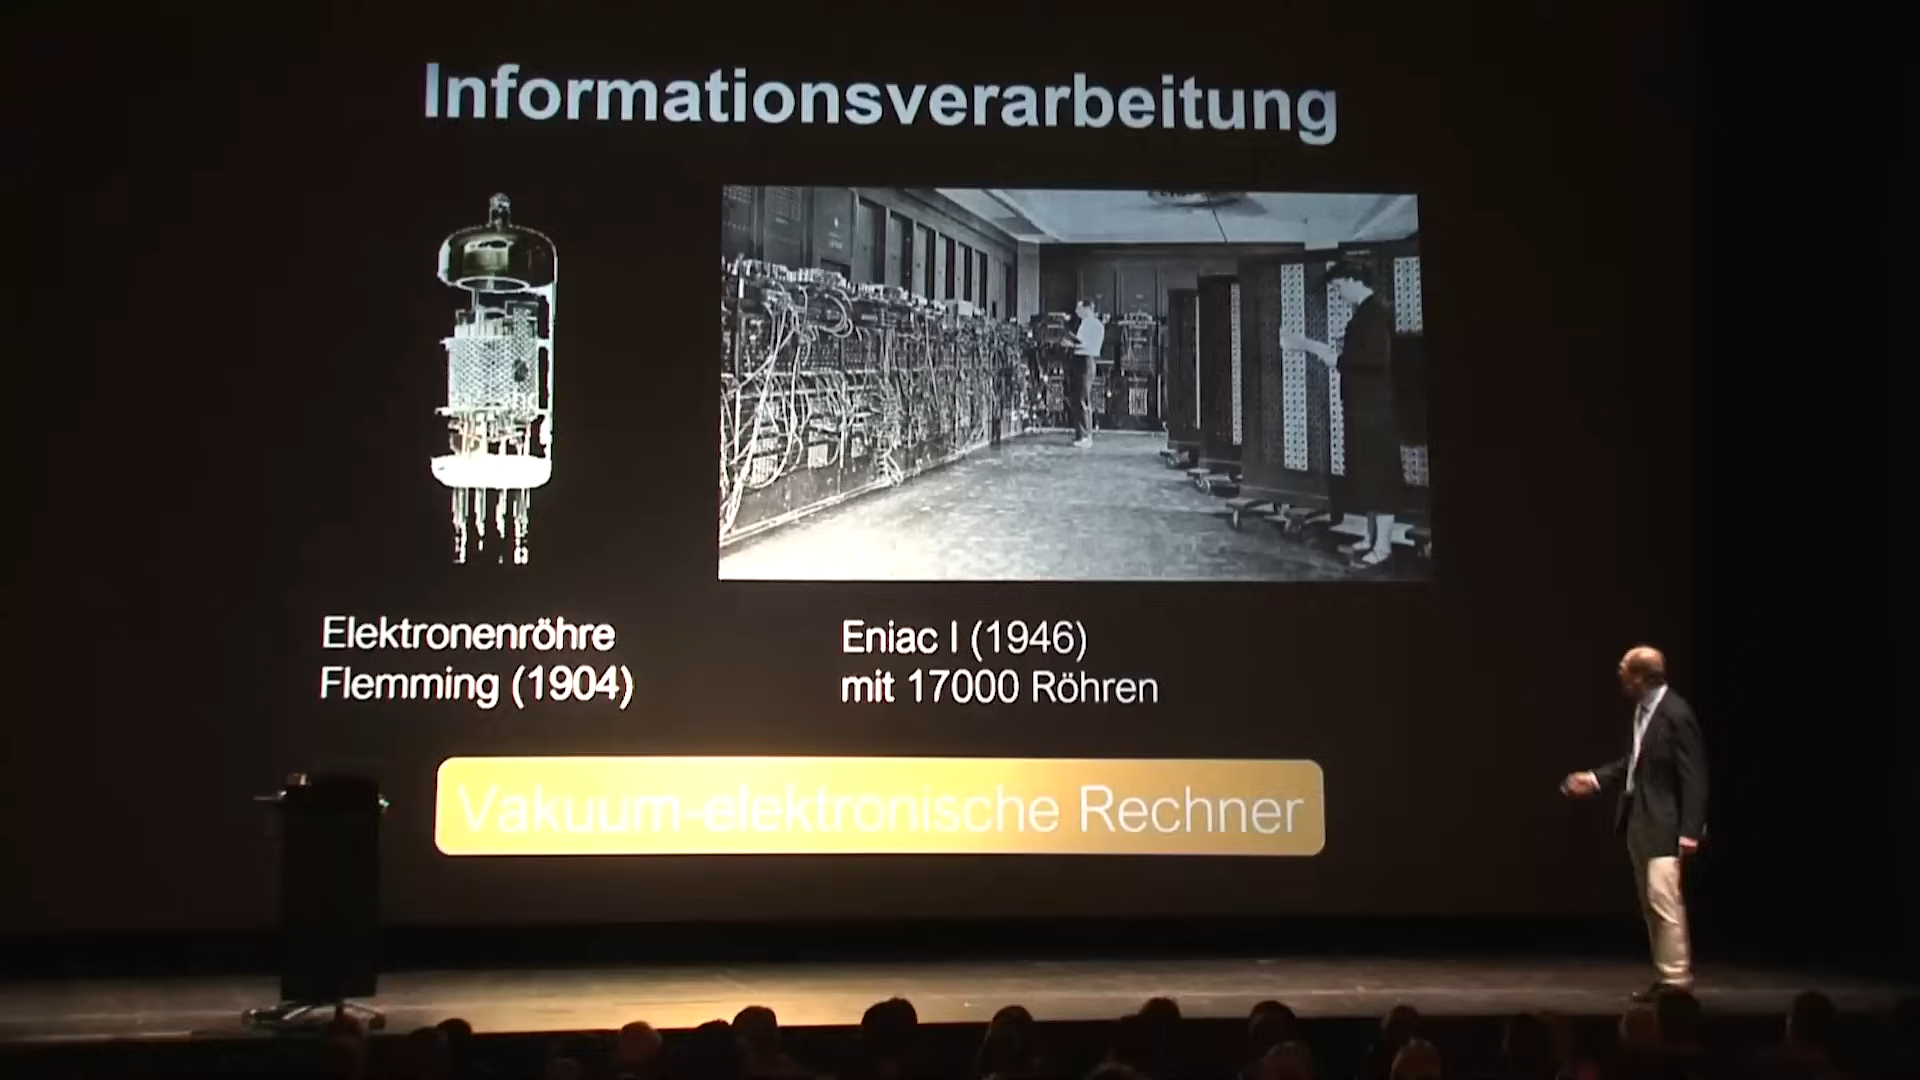 Informationsverarbeitung
Elektronenröhre
Flemming (1904)
Eniac I (1946)
mit 17000 Röhren
Vakuum-elektronische Rechner